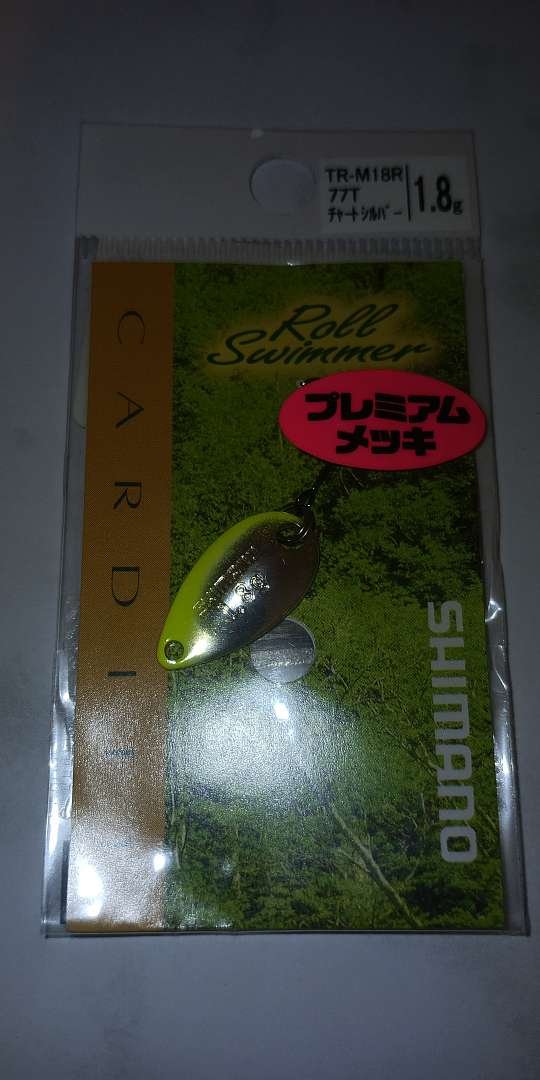 TR-M18R
77T
チャートシルバー
1.8g
Roll
Swimmer
プレミアム
メッキ
CARDI
SHIMANO